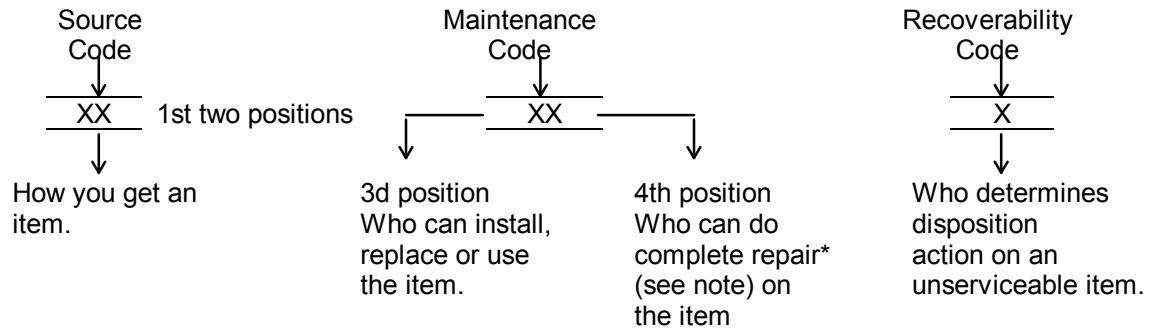 Source
Code
XX 1st two positions
How you get an
item.
Maintenance
Code
XX
3d position
Who can install,
replace or use
the item.
4th position
Who can do
complete repair*
(see note) on
the item
Recoverability
Code
X
Who determines
disposition
action on an
unserviceable item.